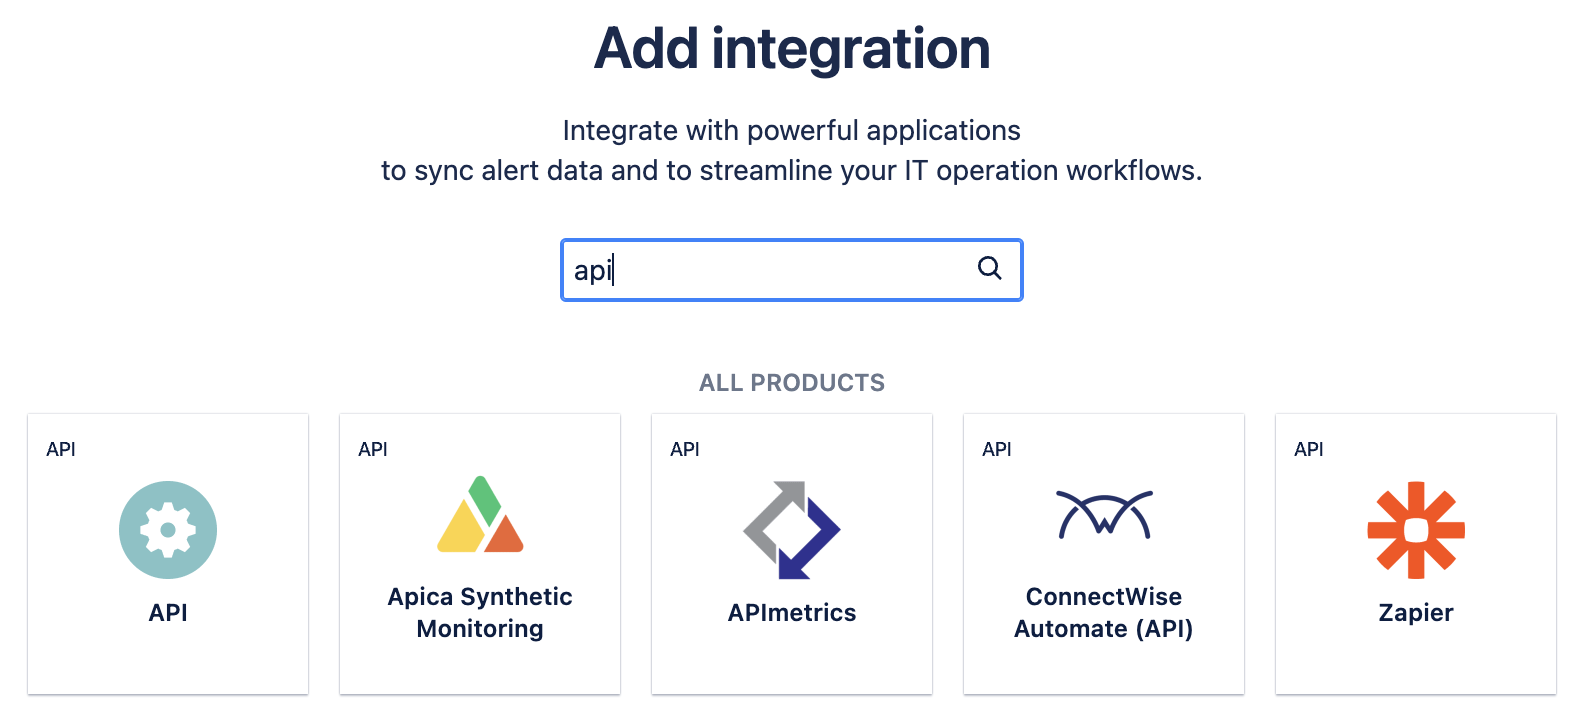 Add integration
Integrate with powerful applications
to sync alert data and to streamline your IT operation workflows.
api
ALL PRODUCTS
API
API
API
API
API
API
Apica Synthetic
Monitoring
APImetrics
ConnectWise
Automate (API)
Zapier